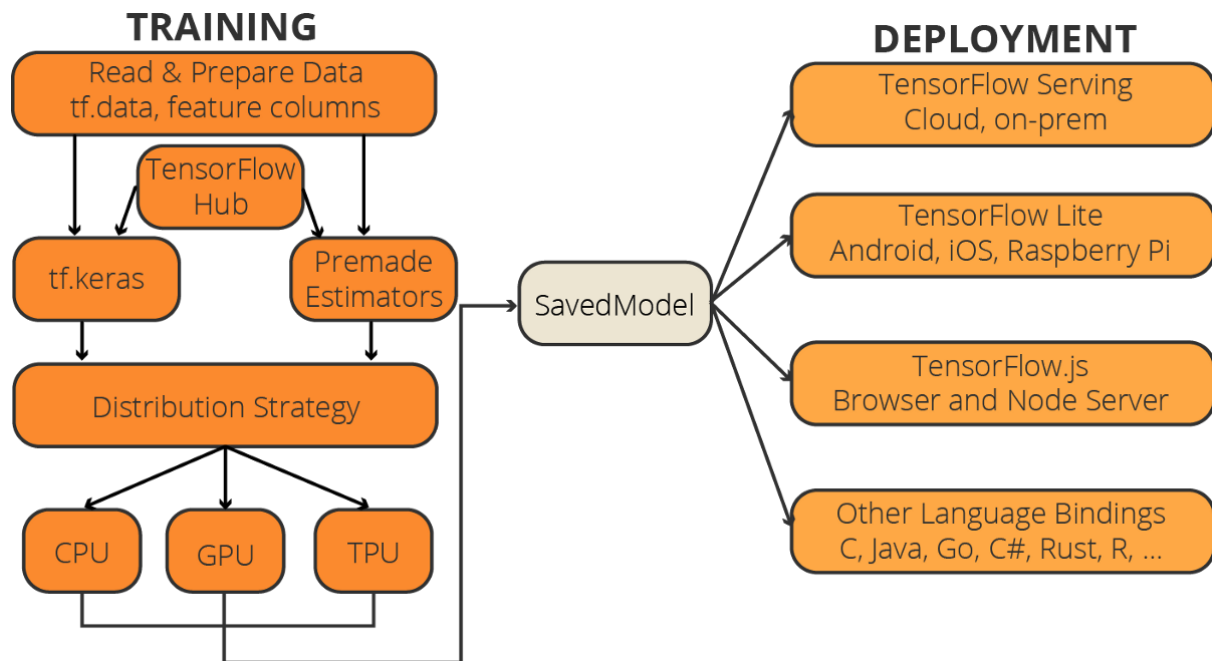 TRAINING
Read & Prepare Data
tf.data, feature columns
TensorFlow
Hub
tf.keras
Premade
Estimators
Distribution Strategy
CPU
GPU
TPU
SavedModel
DEPLOYMENT
TensorFlow Serving
Cloud, on-prem
TensorFlow Lite
Android, iOS, Raspberry Pi
TensorFlow.js
Browser and Node Server
Other Language Bindings
C, Java, Go, C#, Rust, R, ...